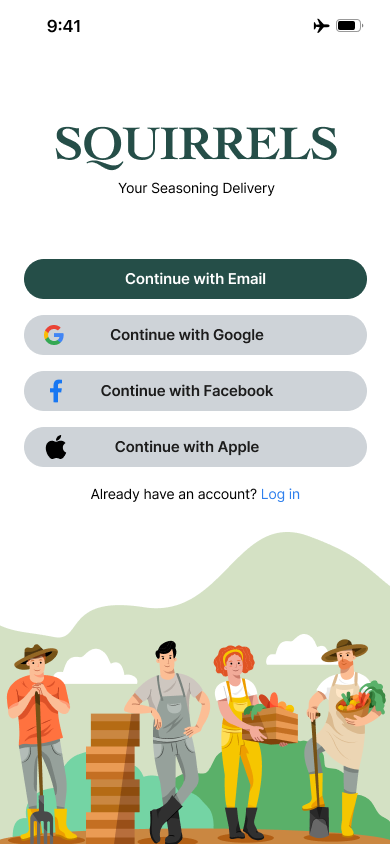 9:41
SQUIRRELS
Your Seasoning Delivery
Continue with Email
Continue with Google
Continue with Facebook
Continue with Apple
Already have an account? Log in